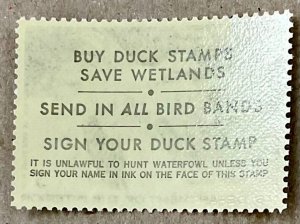 BUY DUCK STAMPS
SAVE WETLANDS
SEND IN ALL BIRD BANDS
SIGN YOUR DUCK STAMP
IT IS UNLAWFUL TO HUNT WATERFOWL UNLESS YOU
SIGN YOUR NAME IN INK ON THE FACE OF THIS STAMP